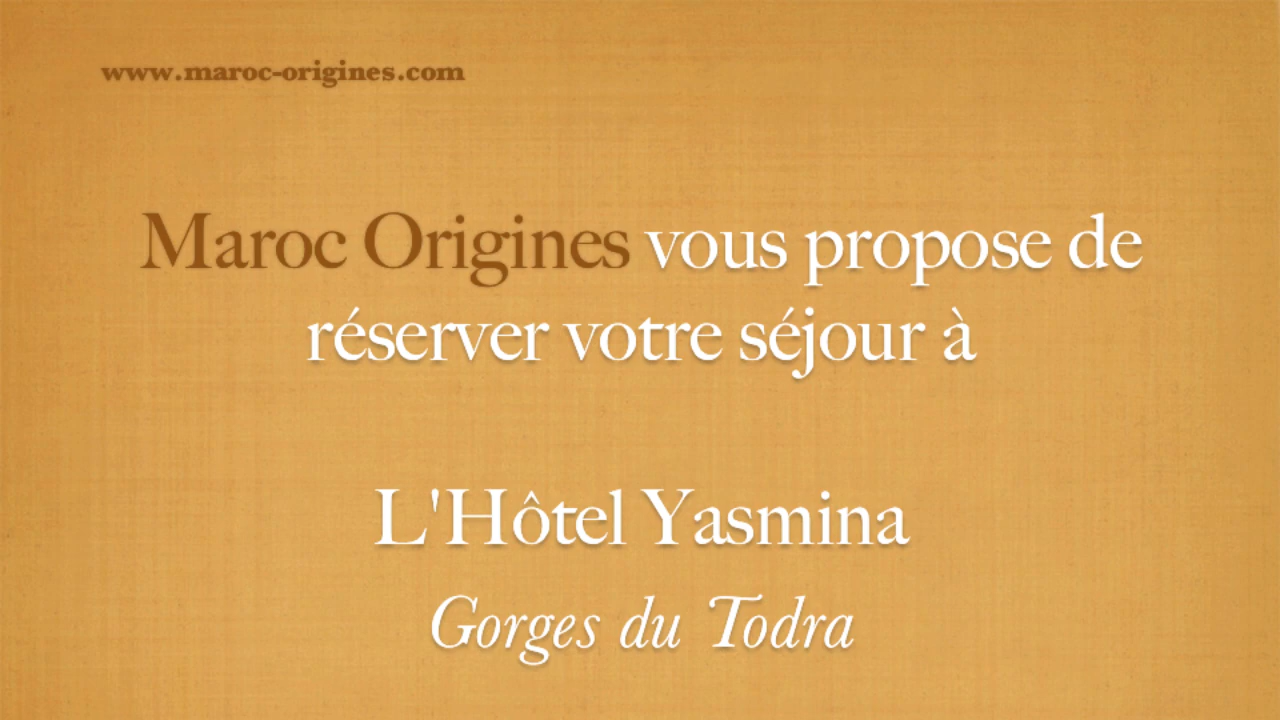 www.maroc-origines.com
Maroc Origines vous propose de
réserver votre séjour à
L'Hôtel Yasmina
Gorges du Todra